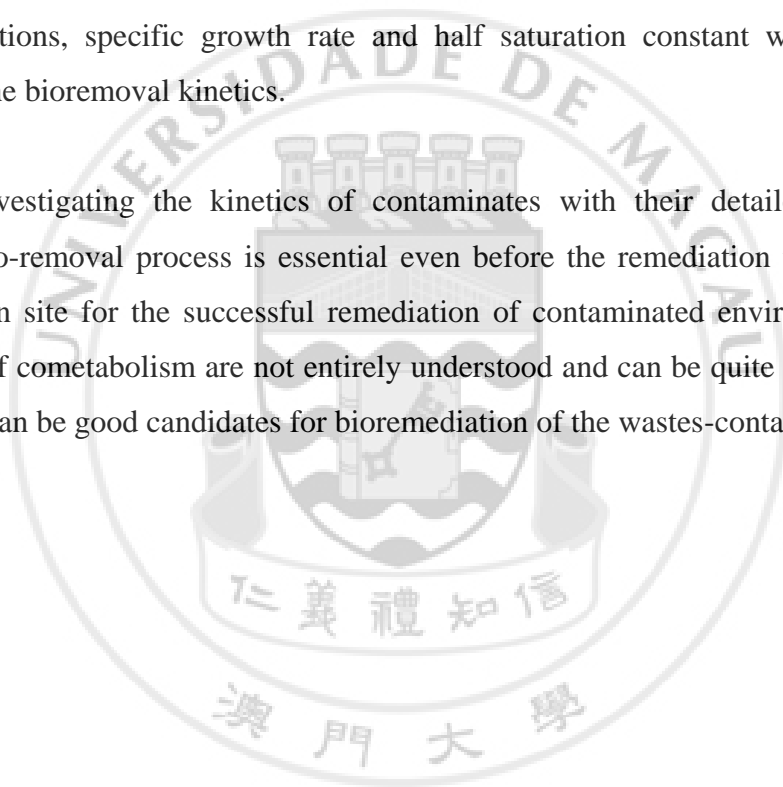 tions, specific growth rate and half saturation constant w
ne bioremoval kinetics.
vestigating the kinetics of contaminates with their detail
o-removal process is essential even before the remediation
n site for the successful remediation of contaminated envir
f cometabolism are not entirely understood and can be quite
an be good candidates for bioremediation of the wastes-conta
UNIVERSIDADE DE MACAU
仁義禮知信
澳門大學